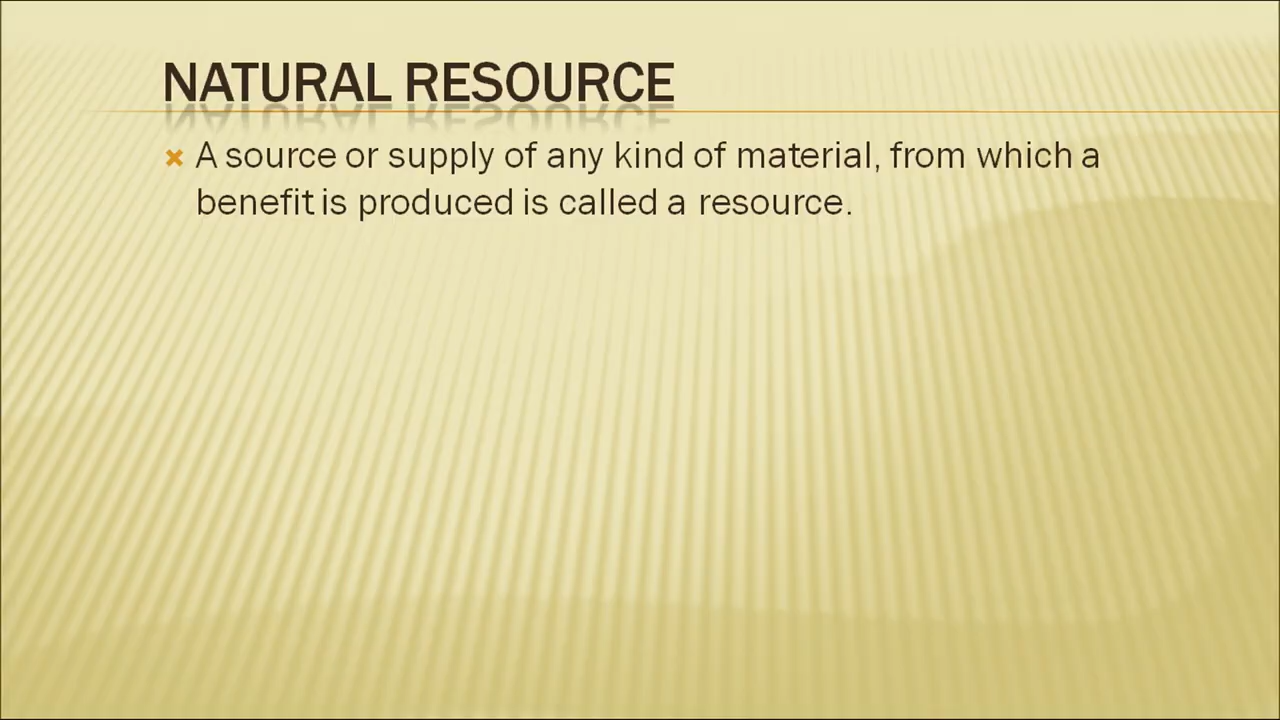 NATURAL RESOURCE
A source or supply of any kind of material, from which a
benefit is produced is called a resource.